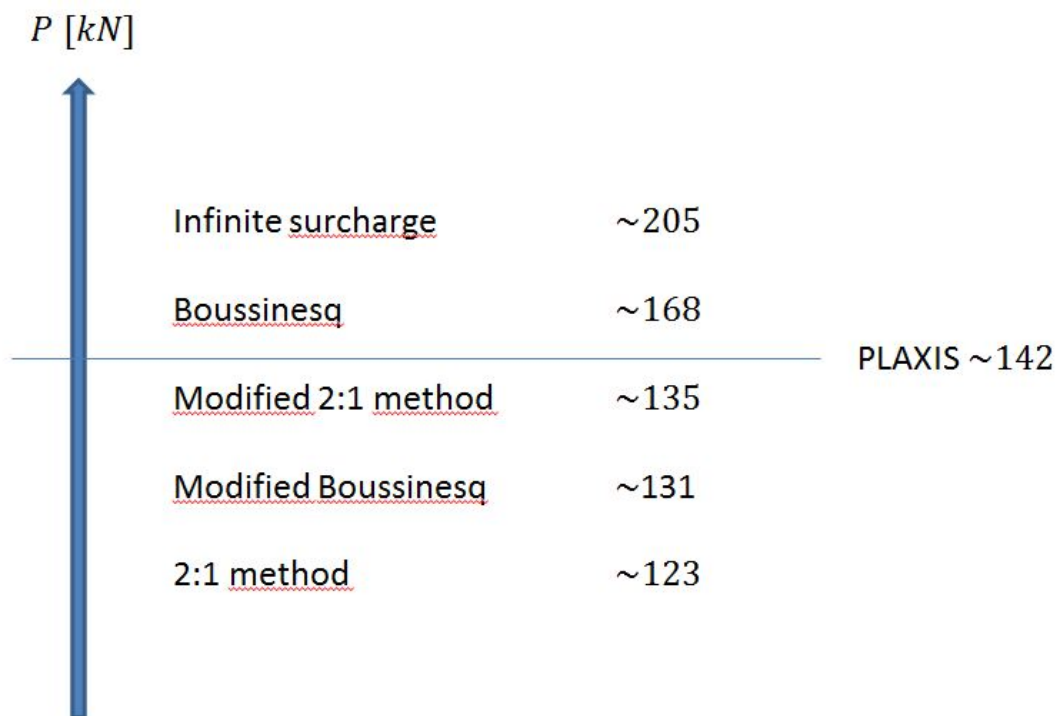 P [kN]
Infinite surcharge ~205
Boussinesq ~168
PLAXIS ~142
Modified 2:1 method ~135
Modified Boussinesq ~131
2:1 method ~123